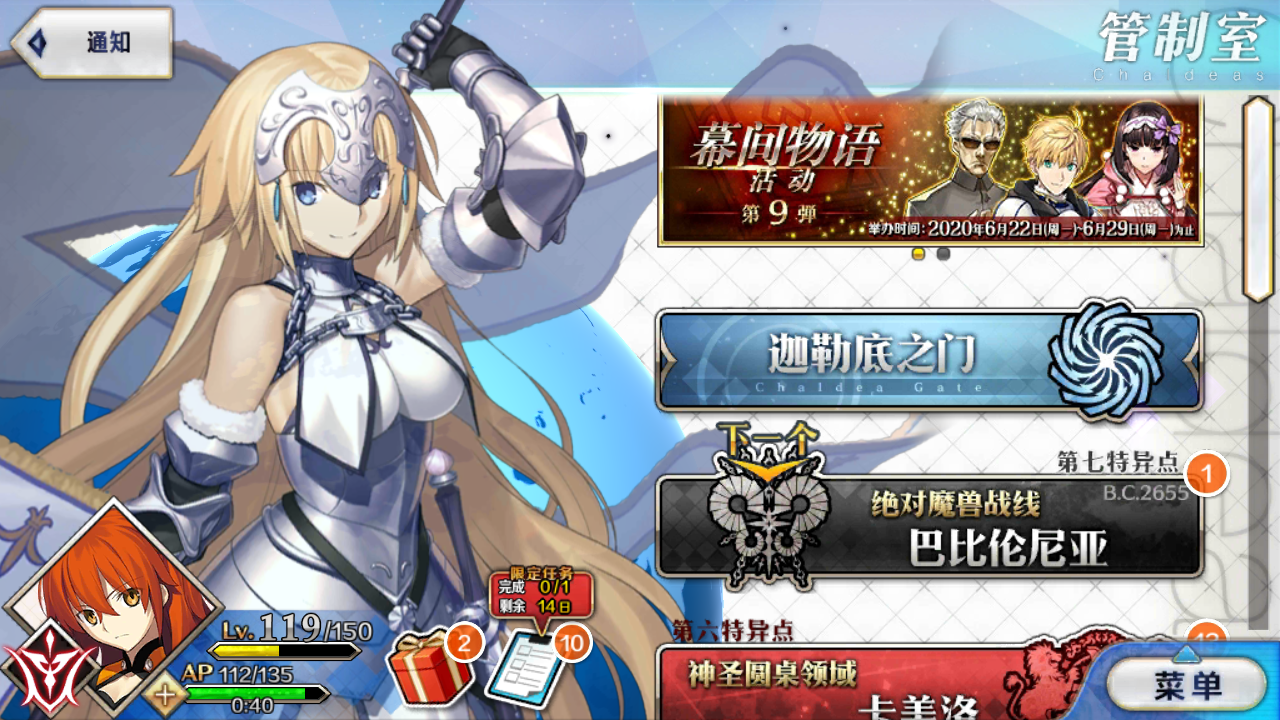 通知
管制室
Chaldeas
幕间物语
活动
第9弹
举办时间:2020年6月22日(周一)~6月29日(周一)为止
迦勒底之门
Chaldea Gate
下一个
第七特异点
1
B.C.2655
绝对魔兽战线
巴比伦尼亚
第六特异点
神圣圆桌领域
卡美洛
限定任务
完成 0/1
剩余 14日
Lv.119/150
AP 112/135
0:40
2
10
菜单